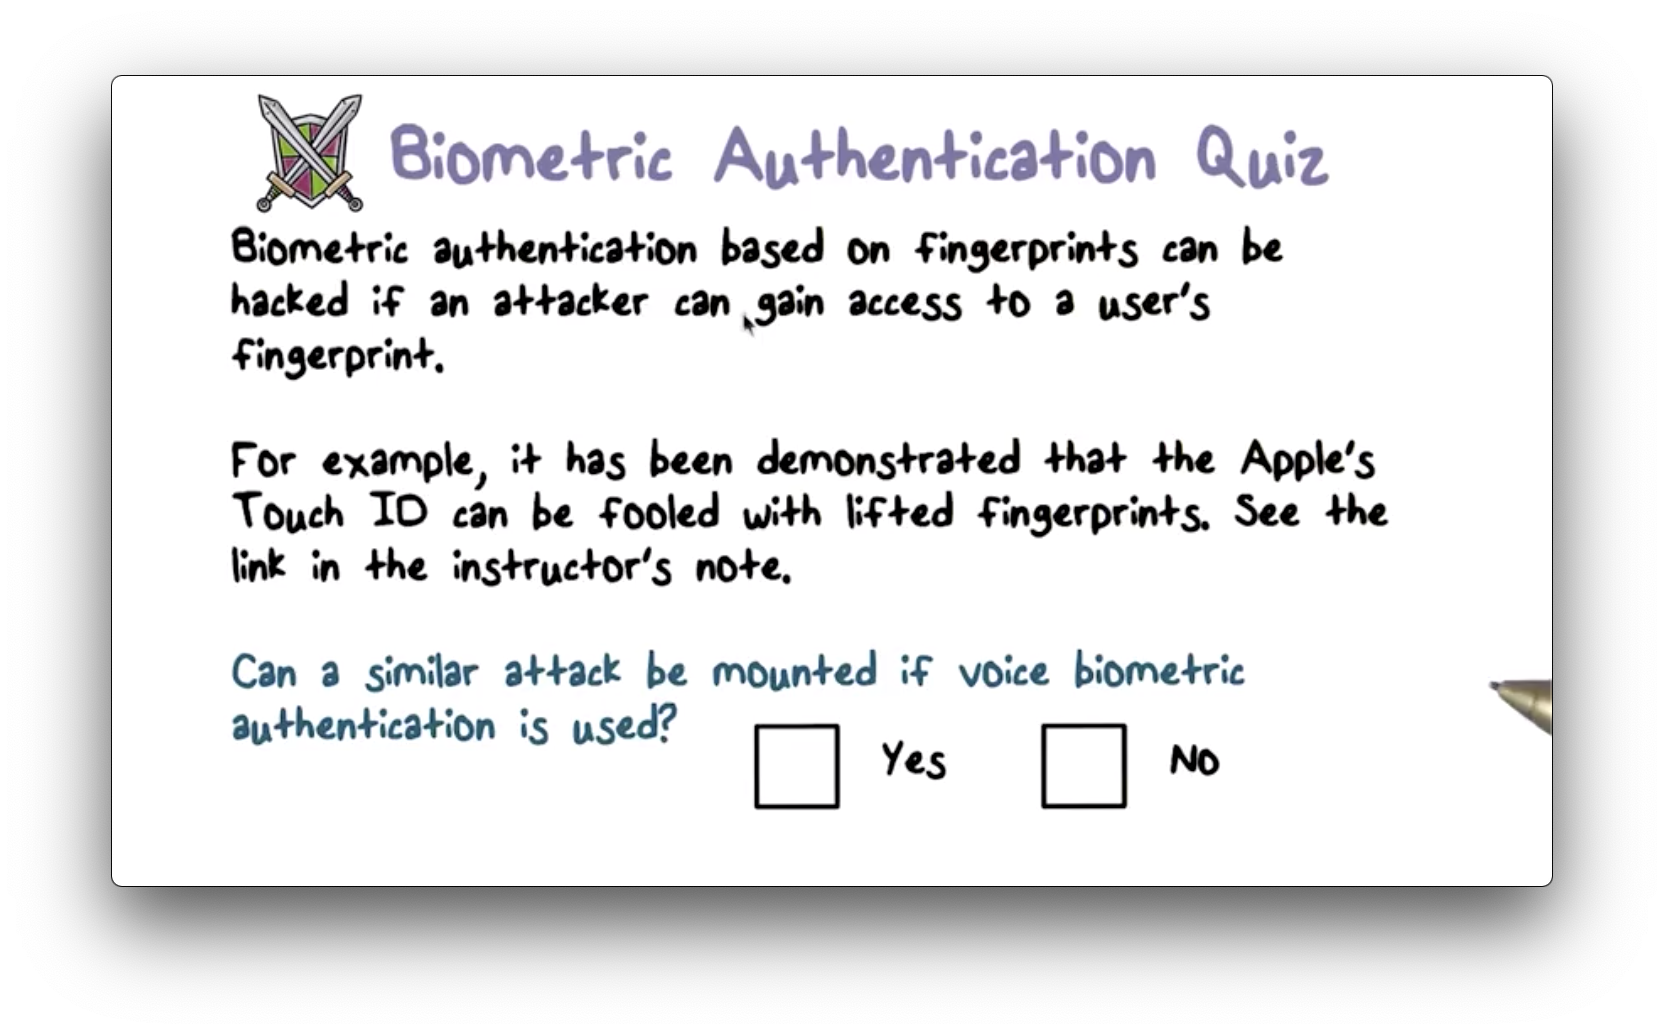 Biometric Authentication Quiz
Biometric authentication based on fingerprints can be
hacked if an attacker can gain access to a user's
fingerprint.
For example, it has been demonstrated that the Apple's
Touch ID can be fooled with lifted fingerprints. See the
link in the instructor's note.
Can a similar attack be mounted if voice biometric
authentication is used?
Yes No